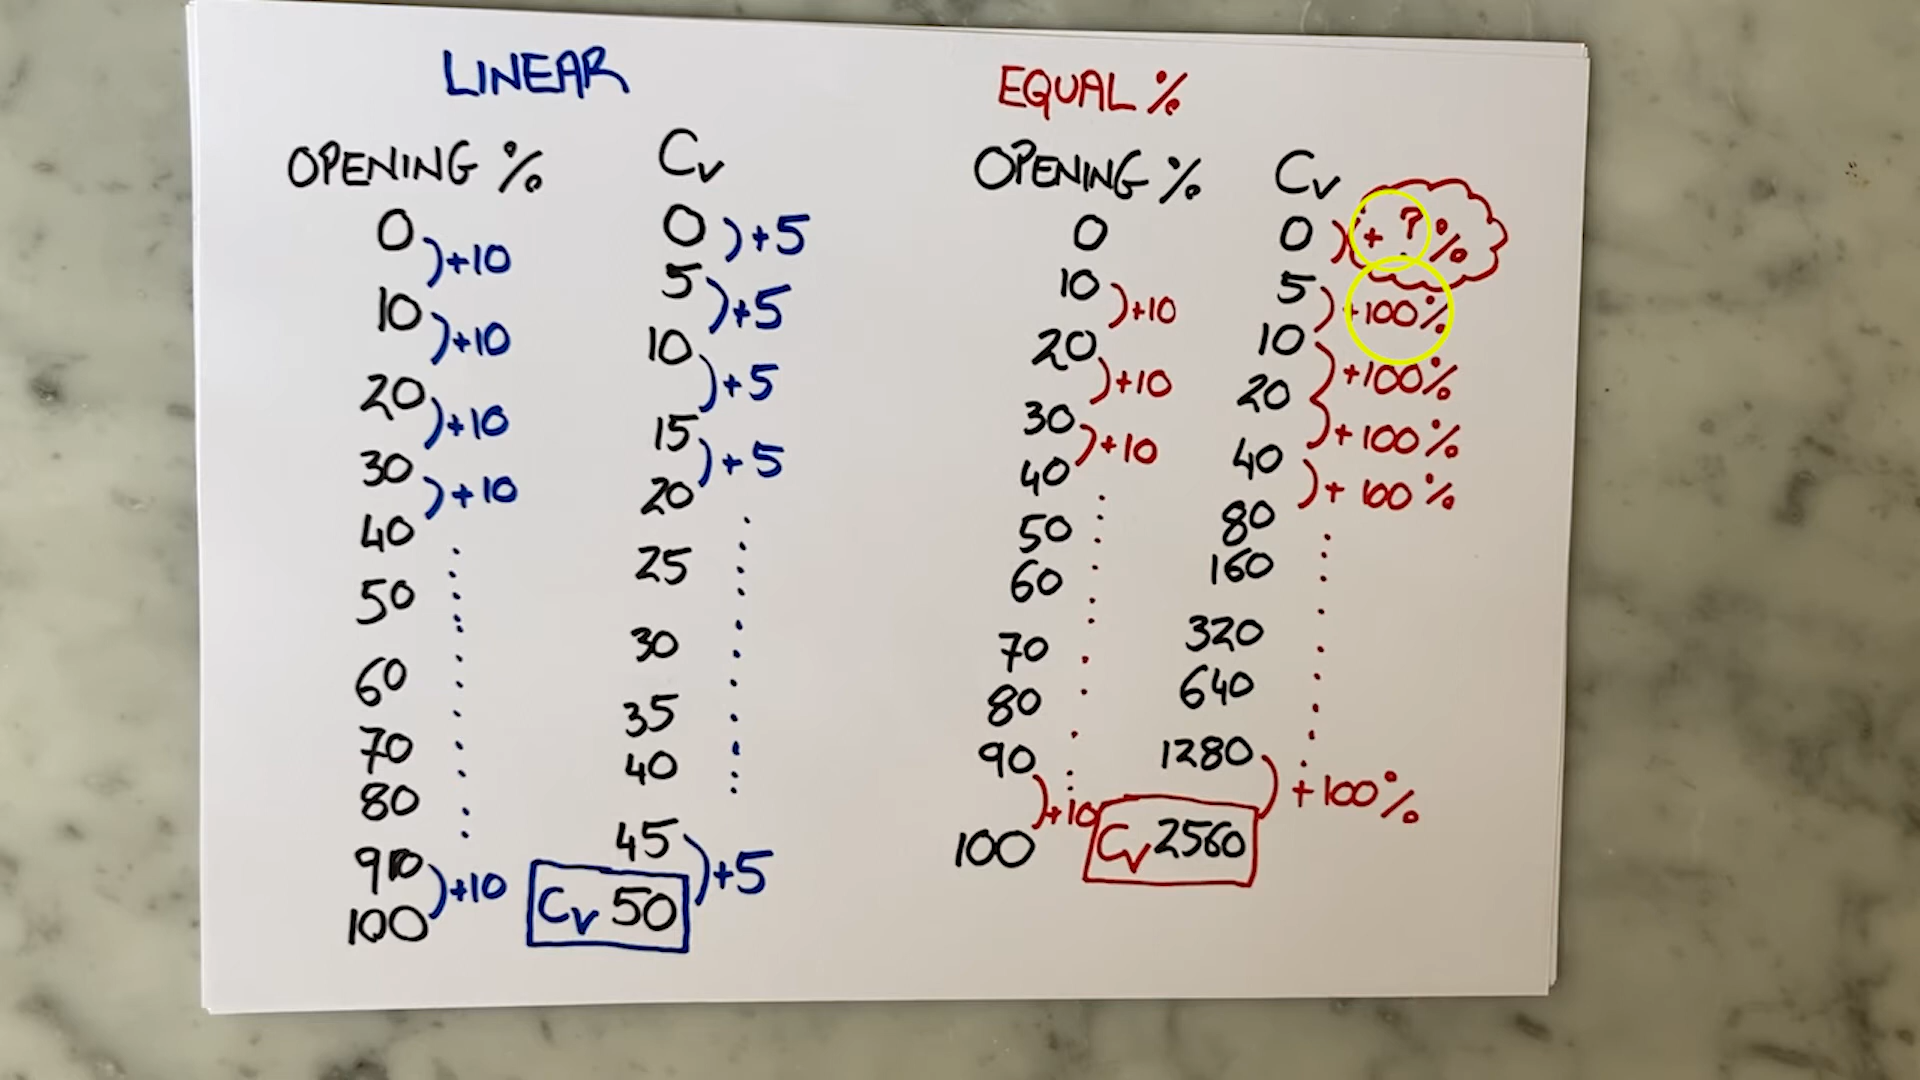 LINEAR
OPENING % Cv
0 0
)+10 )+5
10 5
)+10 )+5
20 10
)+10 )+5
30 15
)+10 )+5
40 20
50 25
60 30
70 35
80 40
90 45
)+10 )+5
100 Cv 50
EQUAL %
OPENING % Cv
0 0
) + ? %
10 5
)+10 ) +100%
20 10
)+10 +100%
30 20
)+10 +100%
40 40
) + 100%
50 80
60 160
70 320
80 640
90 1280
)+10 ) +100%
100 Cv 2560